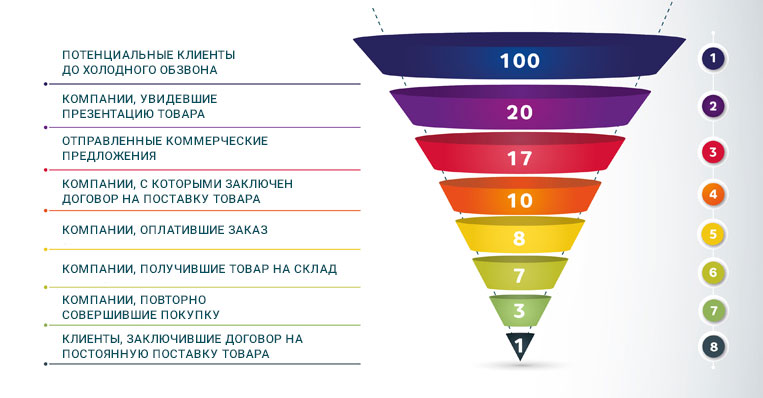 ПОТЕНЦИАЛЬНЫЕ КЛИЕНТЫ
ДО ХОЛОДНОГО ОБЗВОНА
100
1
КОМПАНИИ, УВИДЕВШИЕ
ПРЕЗЕНТАЦИЮ ТОВАРА
20
2
ОТПРАВЛЕННЫЕ КОММЕРЧЕСКИЕ
ПРЕДЛОЖЕНИЯ
17
3
КОМПАНИИ, С КОТОРЫМИ ЗАКЛЮЧЕН
ДОГОВОР НА ПОСТАВКУ ТОВАРА
10
4
КОМПАНИИ, ОПЛАТИВШИЕ ЗАКАЗ
8
5
КОМПАНИИ, ПОЛУЧИВШИЕ ТОВАР НА СКЛАД
7
6
КОМПАНИИ, ПОВТОРНО
СОВЕРШИВШИЕ ПОКУПКУ
3
7
КЛИЕНТЫ, ЗАКЛЮЧИВШИЕ ДОГОВОР НА
ПОСТОЯННУЮ ПОСТАВКУ ТОВАРА
1
8